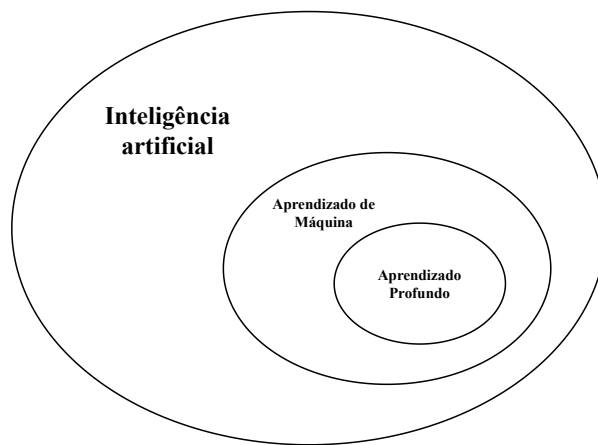 Inteligência
artificial
Aprendizado de
Máquina
Aprendizado
Profundo